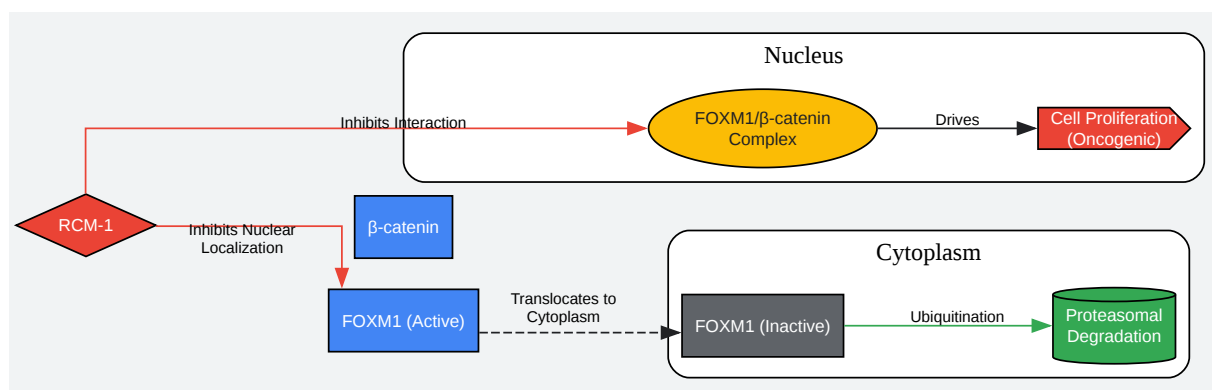 Nucleus
FOXM1/β-catenin
Complex
Drives
Cell Proliferation
(Oncogenic)
Inhibits Interaction
RCM-1
Inhibits Nuclear
Localization
β-catenin
Cytoplasm
FOXM1 (Active)
Translocates to
Cytoplasm
FOXM1 (Inactive)
Ubiquitination
Proteasomal
Degradation